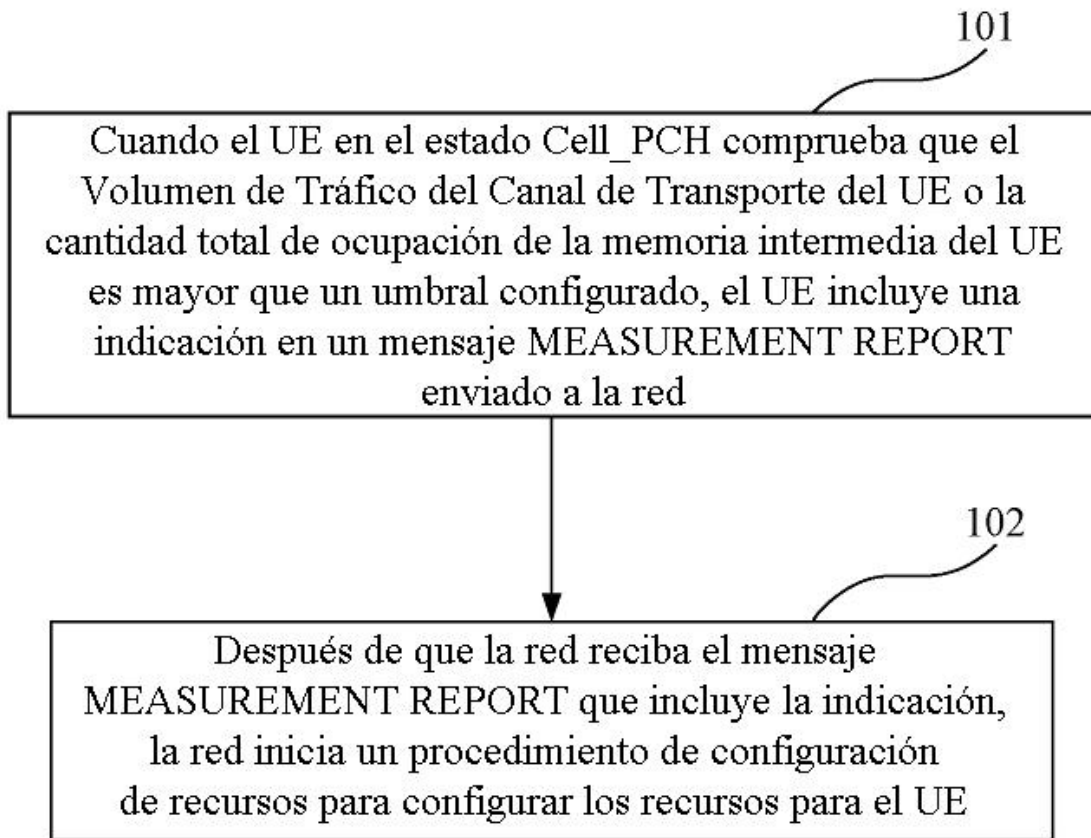 101
Cuando el UE en el estado Cell_PCH comprueba que el
Volumen de Tráfico del Canal de Transporte del UE o la
cantidad total de ocupación de la memoria intermedia del UE
es mayor que un umbral configurado, el UE incluye una
indicación en un mensaje MEASUREMENT REPORT
enviado a la red
102
Después de que la red reciba el mensaje
MEASUREMENT REPORT que incluye la indicación,
la red inicia un procedimiento de configuración
de recursos para configurar los recursos para el UE